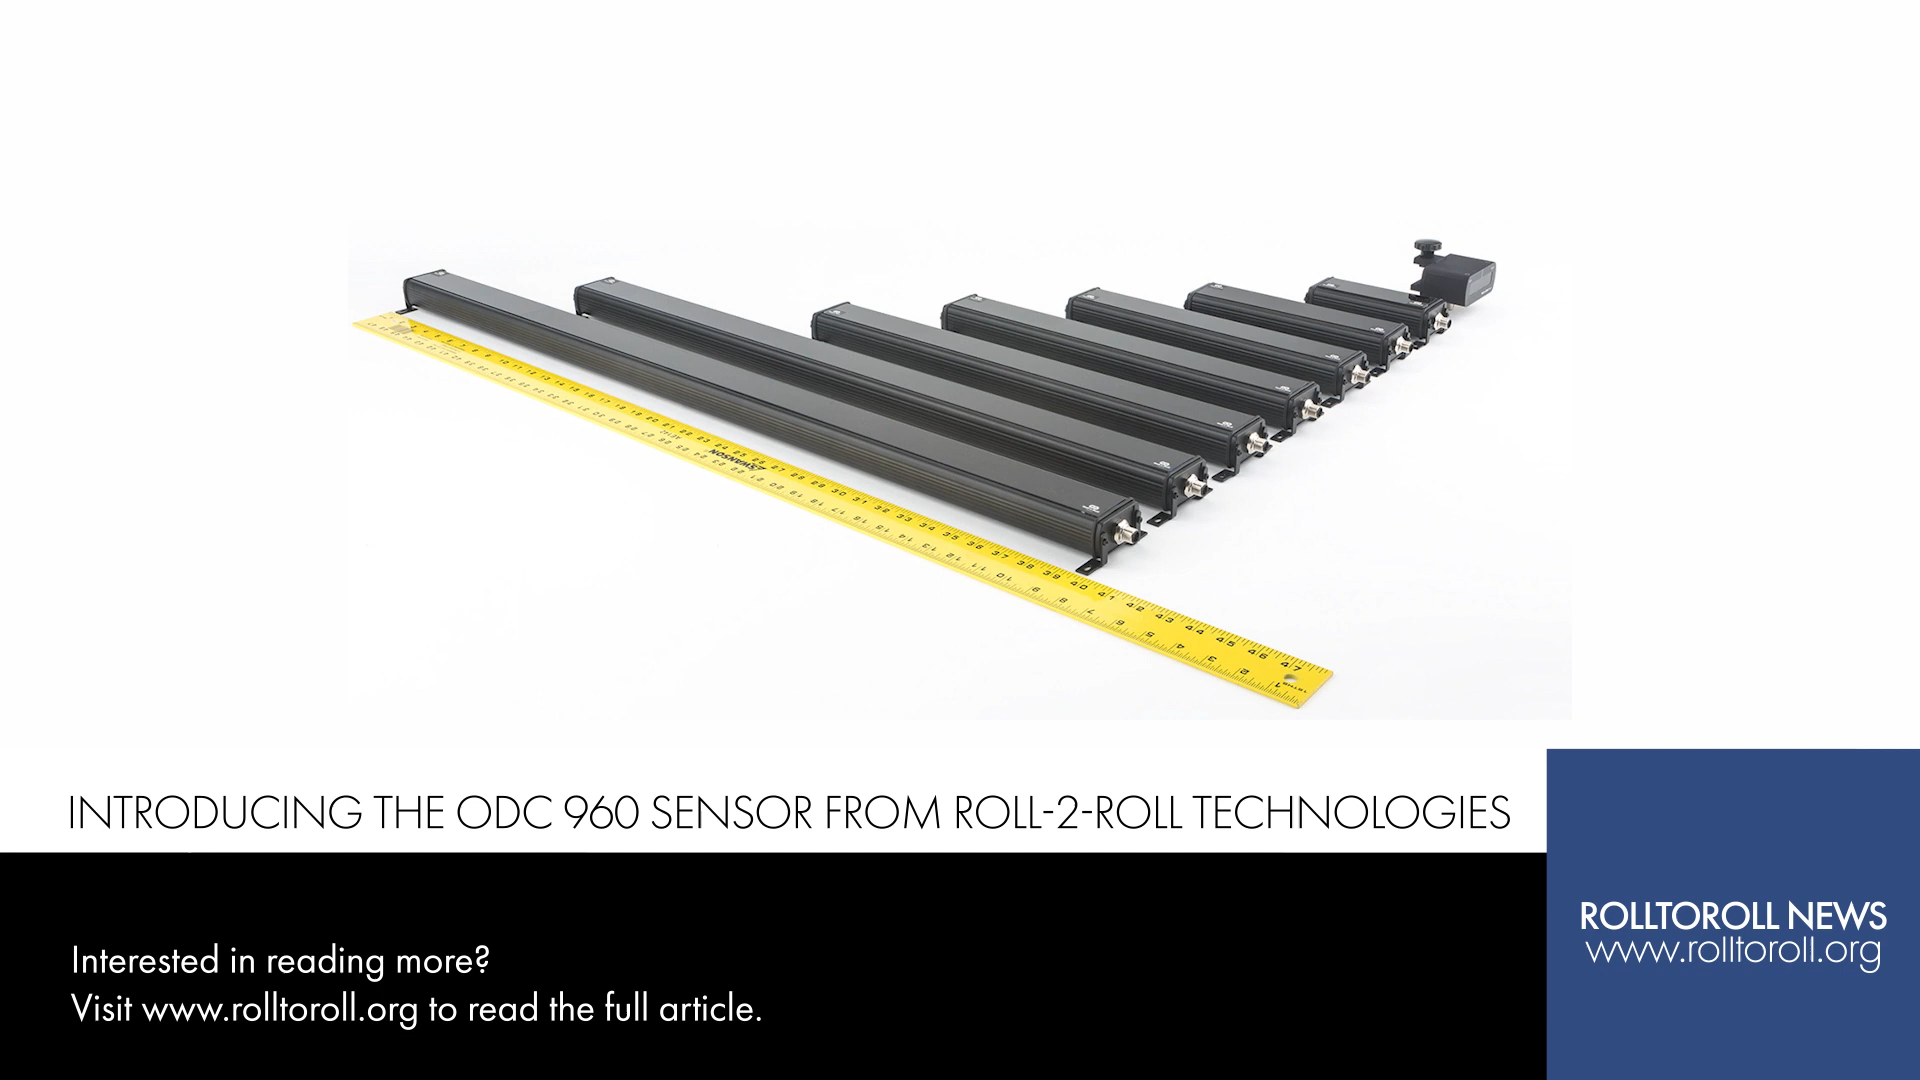 SWANSON
INTRODUCING THE ODC 960 SENSOR FROM ROLL-2-ROLL TECHNOLOGIES
Interested in reading more?
Visit www.rolltoroll.org to read the full article.
ROLLTOROLL NEWS
www.rolltoroll.org